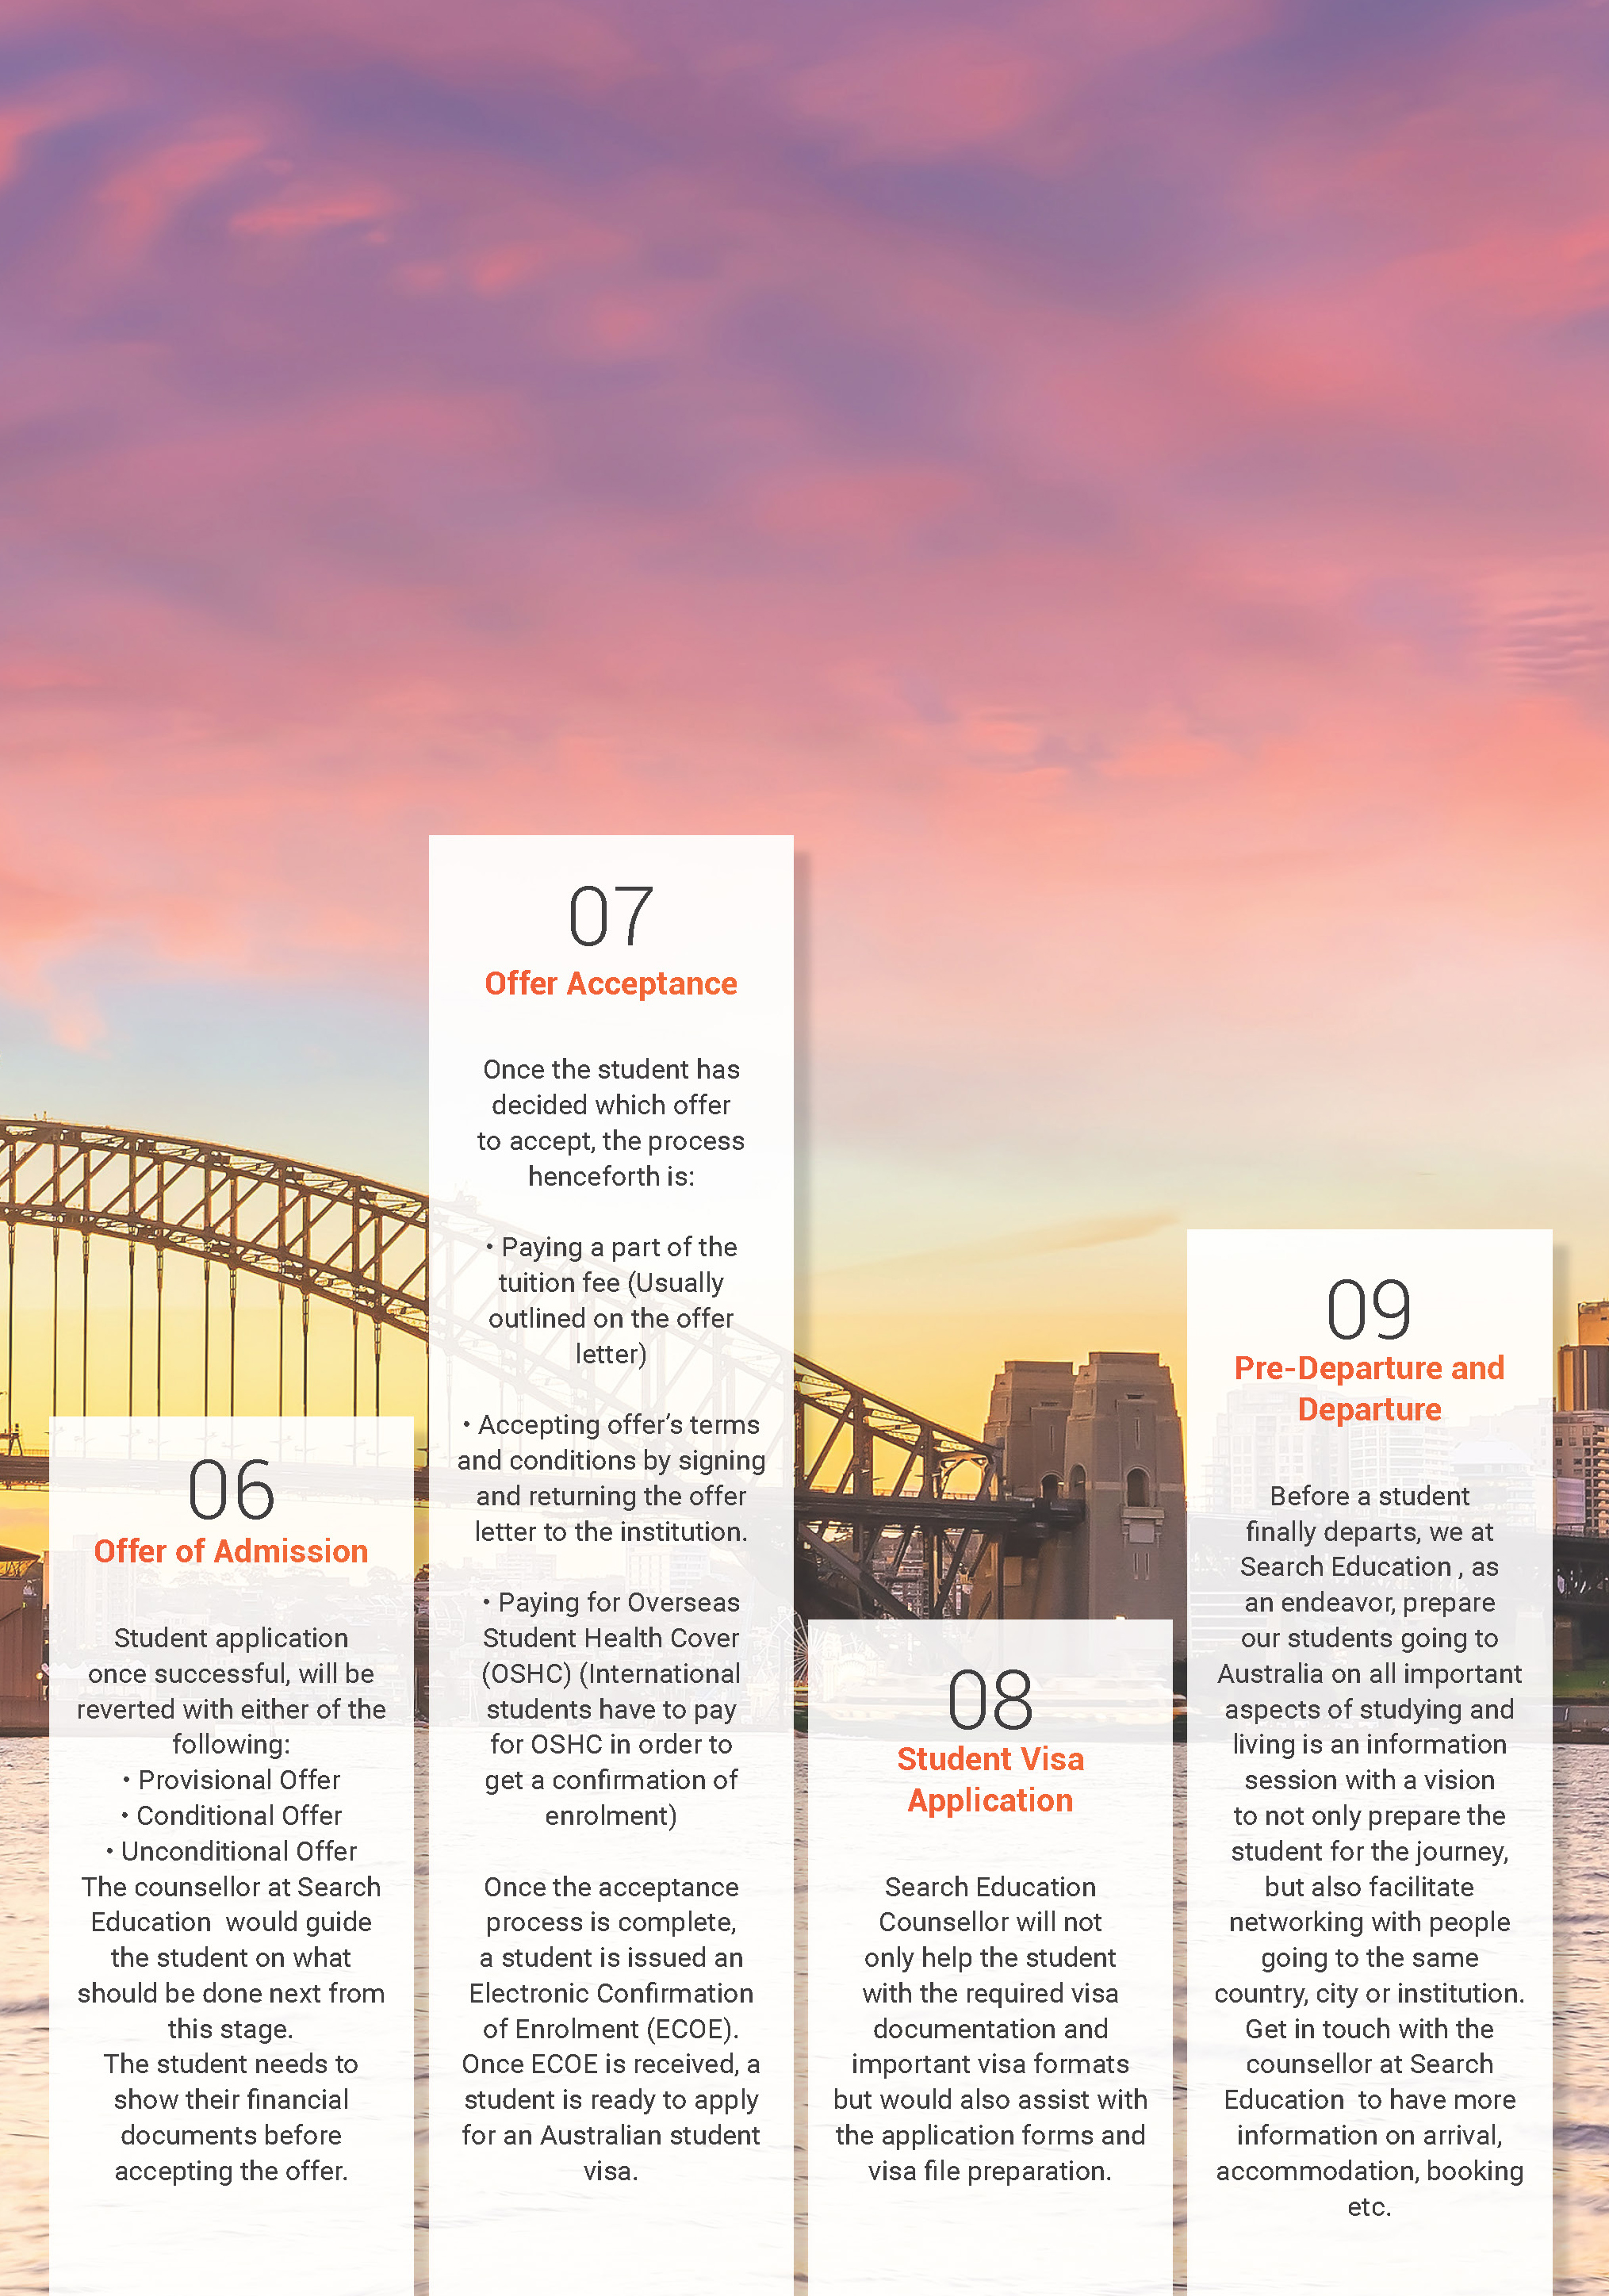 06
Offer of Admission
Student application
once successful, will be
reverted with either of the
following:
• Provisional Offer
• Conditional Offer
• Unconditional Offer
The counsellor at Search
Education  would guide
the student on what
should be done next from
this stage.
The student needs to
show their financial
documents before
accepting the offer.
07
Offer Acceptance
Once the student has
decided which offer
to accept, the process
henceforth is:
• Paying a part of the
tuition fee (Usually
outlined on the offer
letter)
• Accepting offer’s terms
and conditions by signing
and returning the offer
letter to the institution.
• Paying for Overseas
Student Health Cover
(OSHC) (International
students have to pay
for OSHC in order to
get a confirmation of
enrolment)
Once the acceptance
process is complete,
a student is issued an
Electronic Confirmation
of Enrolment (ECOE).
Once ECOE is received, a
student is ready to apply
for an Australian student
visa.
08
Student Visa
Application
Search Education
Counsellor will not
only help the student
with the required visa
documentation and
important visa formats
but would also assist with
the application forms and
visa file preparation.
09
Pre-Departure and
Departure
Before a student
finally departs, we at
Search Education , as
an endeavor, prepare
our students going to
Australia on all important
aspects of studying and
living is an information
session with a vision
to not only prepare the
student for the journey,
but also facilitate
networking with people
going to the same
country, city or institution.
Get in touch with the
counsellor at Search
Education  to have more
information on arrival,
accommodation, booking
etc.